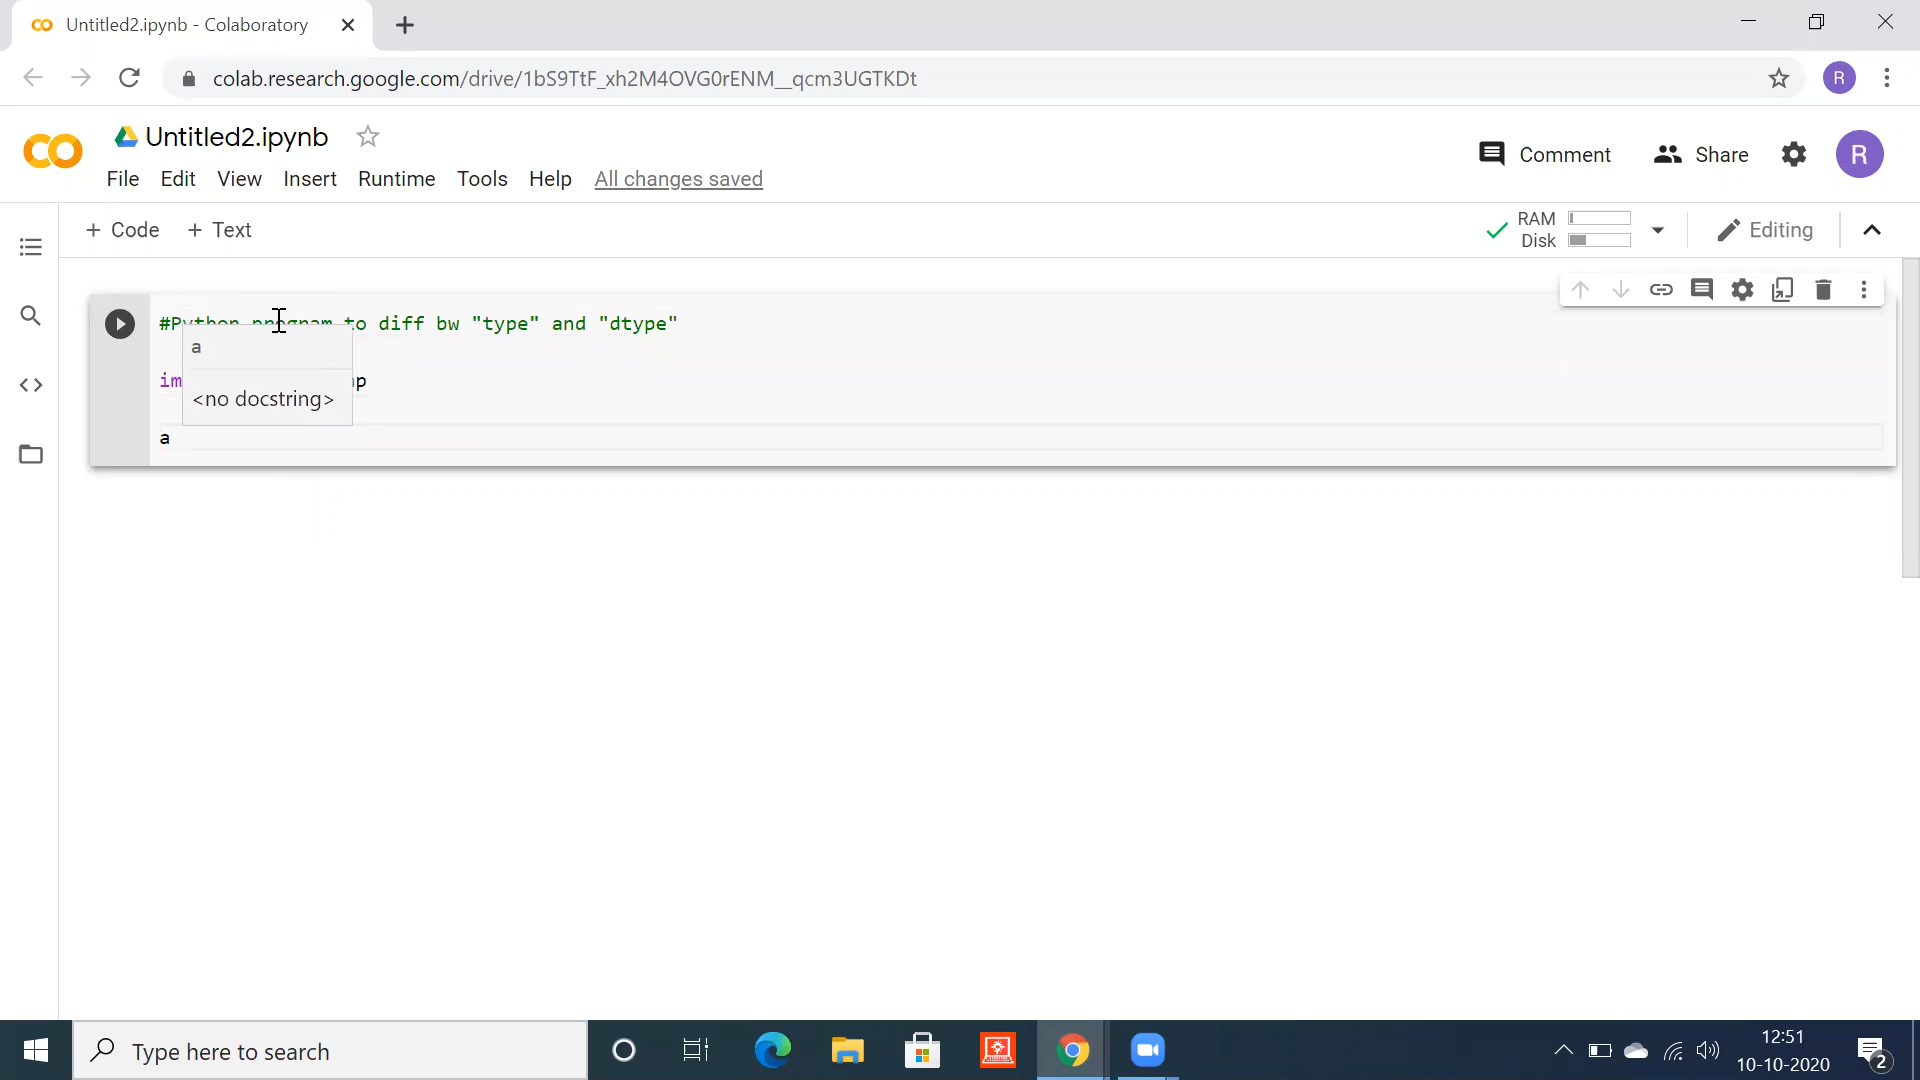 Untitled2.ipynb - Colaboratory
colab.research.google.com/drive/1bS9TtF_xh2M4OVG0rENM__qcm3UGTKDt
R
Untitled2.ipynb
Comment
Share
R
File Edit View Insert Runtime Tools Help All changes saved
+ Code + Text
RAM
Disk
Editing
#Python program to diff bw "type" and "dtype"
a
im p
<no docstring>
a
Type here to search
12:51
10-10-2020
2